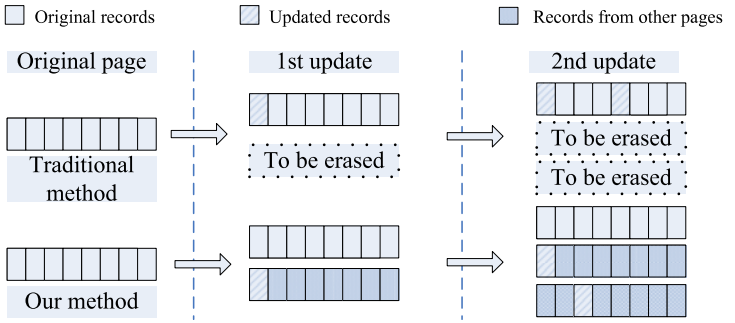 Original records
Updated records
Records from other pages
Original page
1st update
2nd update
Traditional
method
To be erased
To be erased
To be erased
Our method